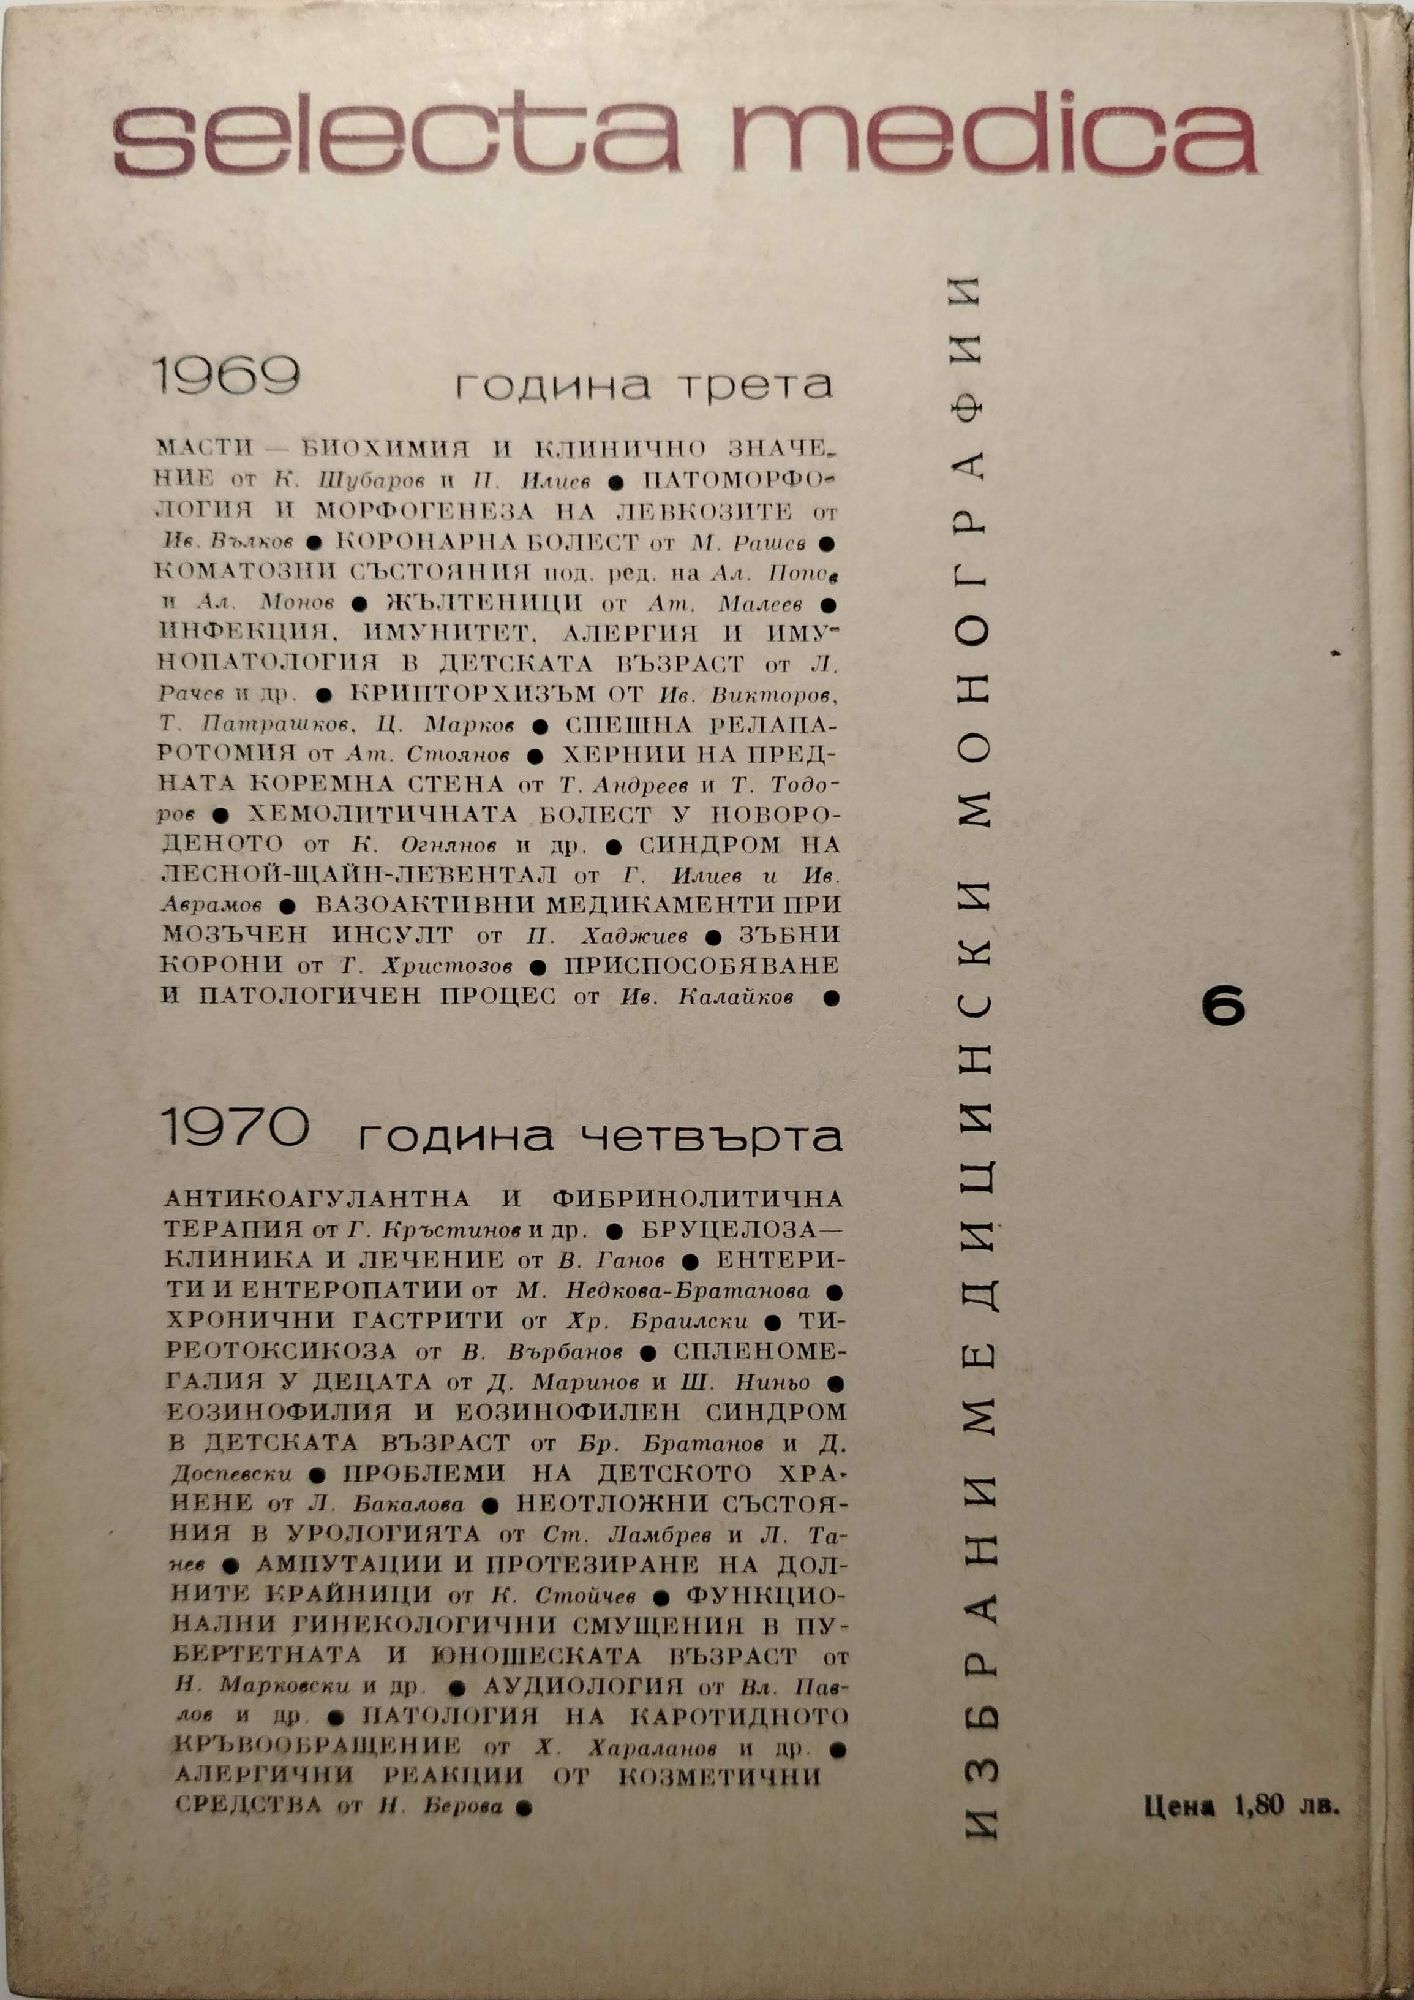 selecta medica
1969 година трета
МАСТИ — БИОХИМИЯ И КЛИНИЧНО ЗНАЧЕ-
НИЕ от К. Шубаров и П. Илиев ● ПАТОМОРФО-
ЛОГИЯ И МОРФОГЕНЕЗА НА ЛЕВКОЗИТЕ от
Ив. Вълков ● КОРОНАРНА БОЛЕСТ от М. Рашев ●
КОМАТОЗНИ СЪСТОЯНИЯ под. ред. на Ал. Попов
и Ал. Монов ● ЖЪЛТЕНИЦИ от Ат. Малеев ●
ИНФЕКЦИЯ, ИМУНИТЕТ, АЛЕРГИЯ И ИМУ-
НОПАТОЛОГИЯ В ДЕТСКАТА ВЪЗРАСТ от Л.
Рачев и др. ● КРИПТОРХИЗЪМ ОТ Ив. Викторов,
Т. Патрашков, Ц. Марков ● СПЕШНА РЕЛАПА-
РОТОМИЯ от Ат. Стоянов ● ХЕРНИИ НА ПРЕД-
НАТА КОРЕМНА СТЕНА от Т. Андреев и Т. Тодо-
ров ● ХЕМОЛИТИЧНАТА БОЛЕСТ У НОВОРО-
ДЕНОТО от К. Огнянов и др. ● СИНДРОМ НА
ЛЕСНОЙ-ЩАЙН-ЛЕВЕНТАЛ от Г. Илиев и Ив.
Аврамов ● ВАЗОАКТИВНИ МЕДИКАМЕНТИ ПРИ
МОЗЪЧЕН ИНСУЛТ от П. Хаджиев ● ЗЪБНИ
КОРОНИ от Т. Христозов ● ПРИСПОСОБЯВАНЕ
И ПАТОЛОГИЧЕН ПРОЦЕС от Ив. Калайков ●
1970 година четвърта
АНТИКОАГУЛАНТНА И ФИБРИНОЛИТИЧНА
ТЕРАПИЯ от Г. Кръстинов и др. ● БРУЦЕЛОЗА—
КЛИНИКА И ЛЕЧЕНИЕ от В. Ганов ● ЕНТЕРИ-
ТИ И ЕНТЕРОПАТИИ от М. Недкова-Братанова ●
ХРОНИЧНИ ГАСТРИТИ от Хр. Браилски ● ТИ-
РЕОТОКСИКОЗА от В. Върбанов ● СПЛЕНОМЕ-
ГАЛИЯ У ДЕЦАТА от Д. Маринов и Ш. Ниньо ●
ЕОЗИНОФИЛИЯ И ЕОЗИНОФИЛЕН СИНДРОМ
В ДЕТСКАТА ВЪЗРАСТ от Бр. Братанов и Д.
Доспевски ● ПРОБЛЕМИ НА ДЕТСКОТО ХРА-
НЕНЕ от Л. Бакалова ● НЕОТЛОЖНИ СЪСТОЯ-
НИЯ В УРОЛОГИЯТА от Ст. Ламбрев и Л. Та-
нев ● АМПУТАЦИИ И ПРОТЕЗИРАНЕ НА ДОЛ-
НИТЕ КРАЙНИЦИ от К. Стойчев ● ФУНКЦИО-
НАЛНИ ГИНЕКОЛОГИЧНИ СМУЩЕНИЯ В ПУ-
БЕРТЕТНАТА И ЮНОШЕСКАТА ВЪЗРАСТ от
Н. Марковски и др. ● АУДИОЛОГИЯ от Вл. Пав-
лов и др. ● ПАТОЛОГИЯ НА КАРОТИДНОТО
КРЪВООБРАЩЕНИЕ от Х. Хараланов и др. ●
АЛЕРГИЧНИ РЕАКЦИИ ОТ КОЗМЕТИЧНИ
СРЕДСТВА от Н. Берова ●
ИЗБРАНИ МЕДИЦИНСКИ МОНОГРАФИИ
6
Цена 1,80 лв.